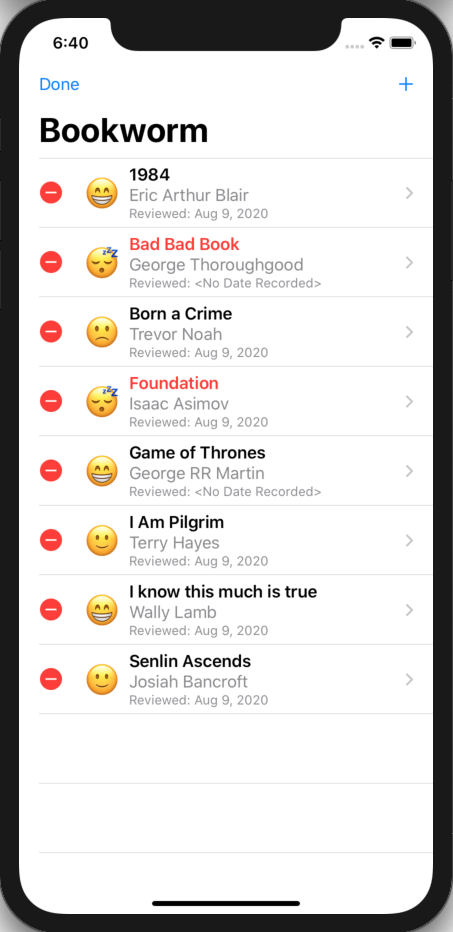 6:40
Done
+
Bookworm
1984
Eric Arthur Blair
Reviewed: Aug 9, 2020
Bad Bad Book
George Thoroughgood
Reviewed: <No Date Recorded>
Born a Crime
Trevor Noah
Reviewed: Aug 9, 2020
Foundation
Isaac Asimov
Reviewed: Aug 9, 2020
Game of Thrones
George RR Martin
Reviewed: <No Date Recorded>
I Am Pilgrim
Terry Hayes
Reviewed: Aug 9, 2020
I know this much is true
Wally Lamb
Reviewed: Aug 9, 2020
Senlin Ascends
Josiah Bancroft
Reviewed: Aug 9, 2020